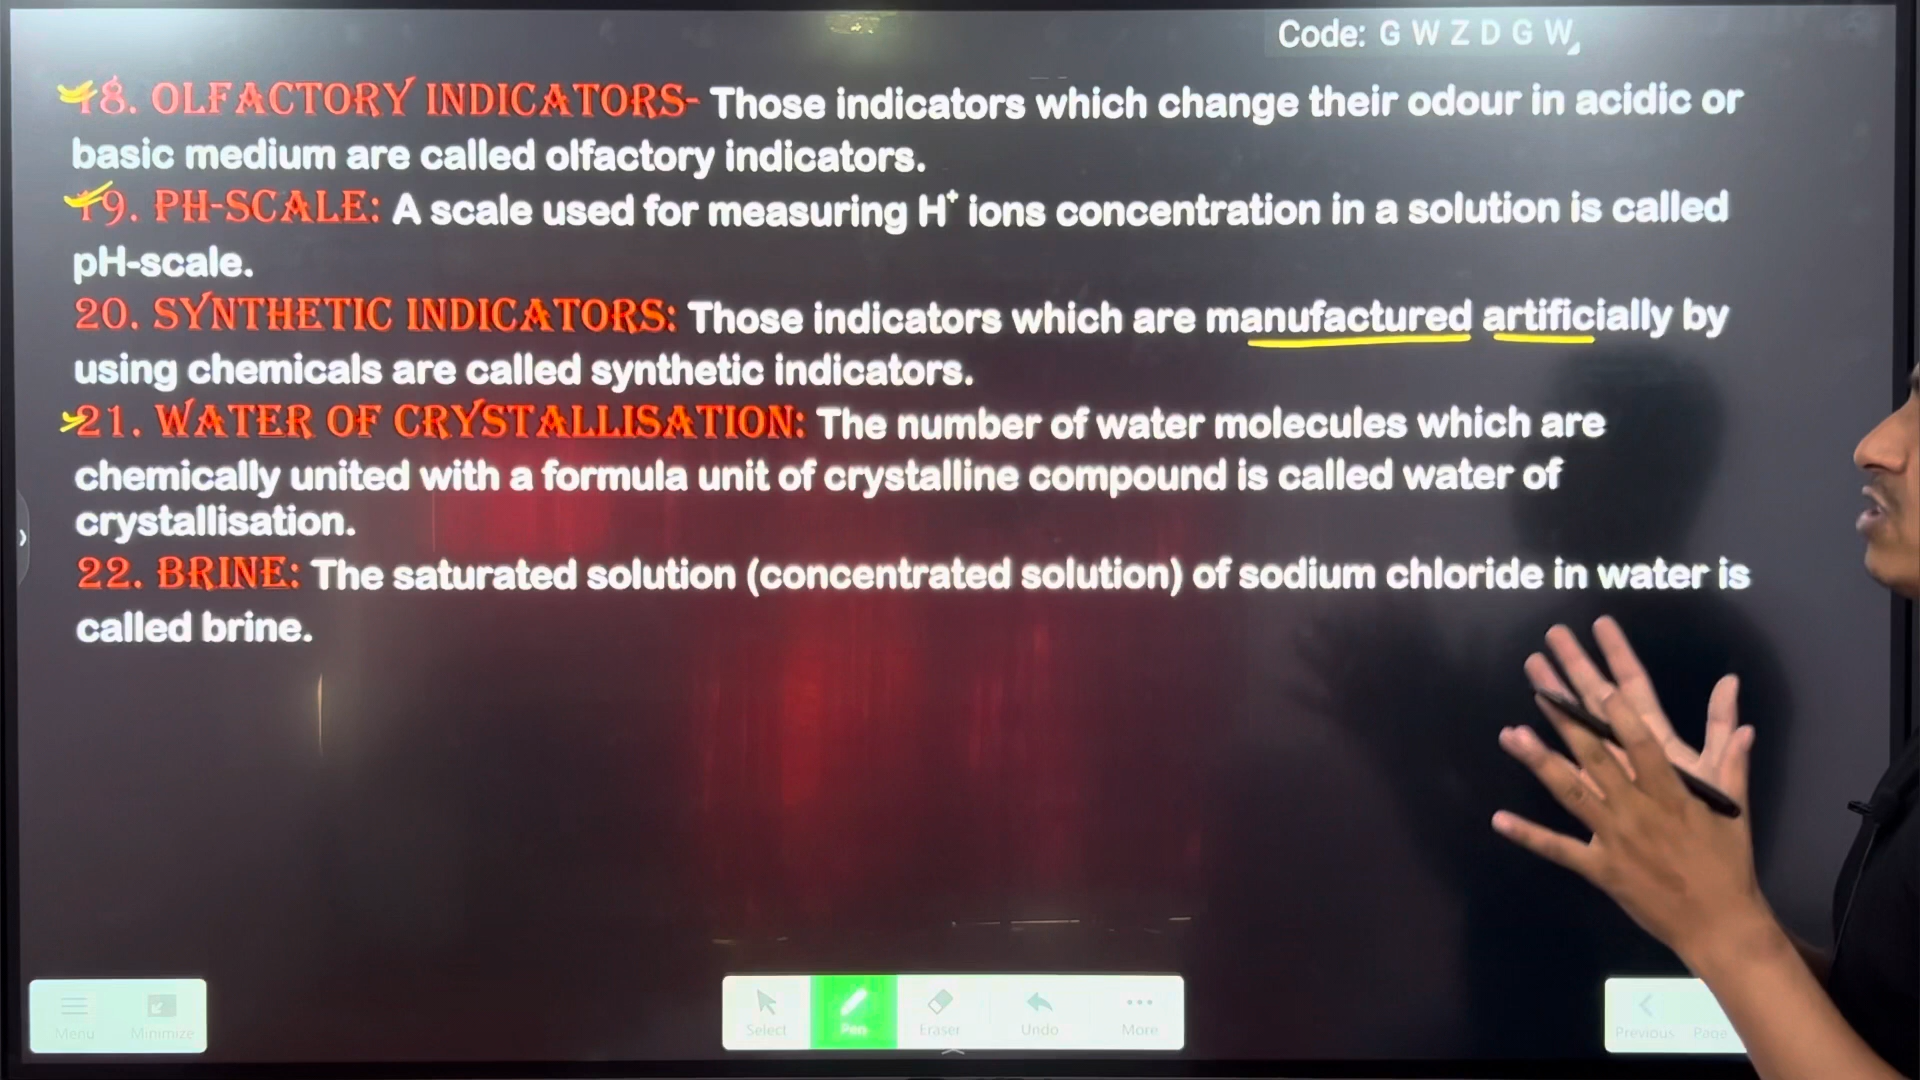 Code: G W Z D G W
18. OLFACTORY INDICATORS- Those indicators which change their odour in acidic or
basic medium are called olfactory indicators.
19. PH-SCALE: A scale used for measuring H⁺ ions concentration in a solution is called
pH-scale.
20. SYNTHETIC INDICATORS: Those indicators which are manufactured artificially by
using chemicals are called synthetic indicators.
21. WATER OF CRYSTALLISATION: The number of water molecules which are
chemically united with a formula unit of crystalline compound is called water of
crystallisation.
22. BRINE: The saturated solution (concentrated solution) of sodium chloride in water is
called brine.
Menu Minimize Select Pen Eraser Undo More Previous Page